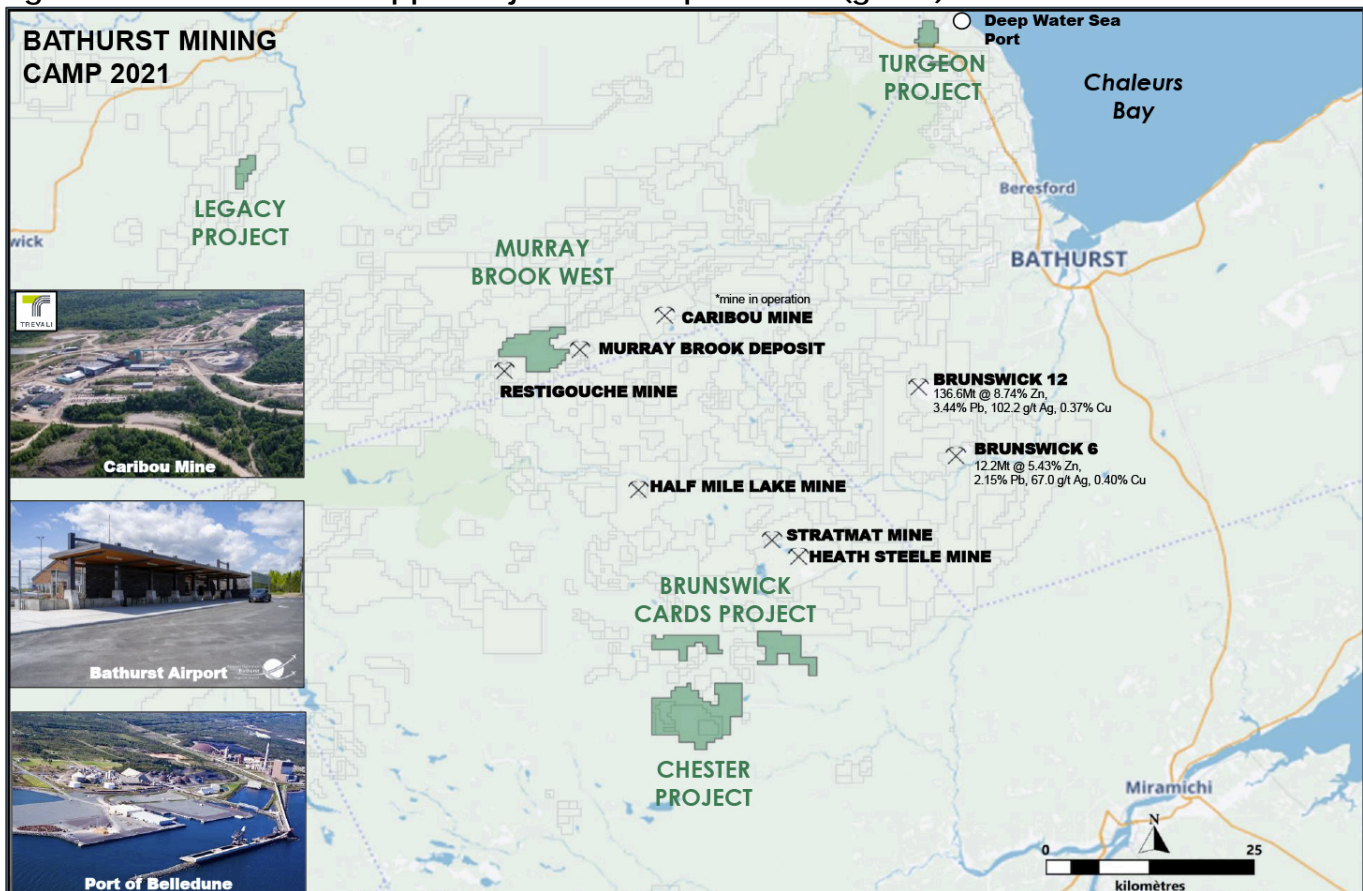 BATHURST MINING
CAMP 2021
Deep Water Sea
Port
TURGEON
PROJECT
Chaleurs
Bay
LEGACY
PROJECT
wick
Beresford
MURRAY
BROOK WEST
BATHURST
TREVALI
*mine in operation
CARIBOU MINE
MURRAY BROOK DEPOSIT
RESTIGOUCHE MINE
BRUNSWICK 12
136.6Mt @ 8.74% Zn,
3.44% Pb, 102.2 g/t Ag, 0.37% Cu
Caribou Mine
BRUNSWICK 6
12.2Mt @ 5.43% Zn,
2.15% Pb, 67.0 g/t Ag, 0.40% Cu
HALF MILE LAKE MINE
STRATMAT MINE
HEATH STEELE MINE
BRUNSWICK
CARDS PROJECT
Bathurst Airport
CHESTER
PROJECT
Miramichi
N
0 25
kilomètres
Port of Belledune